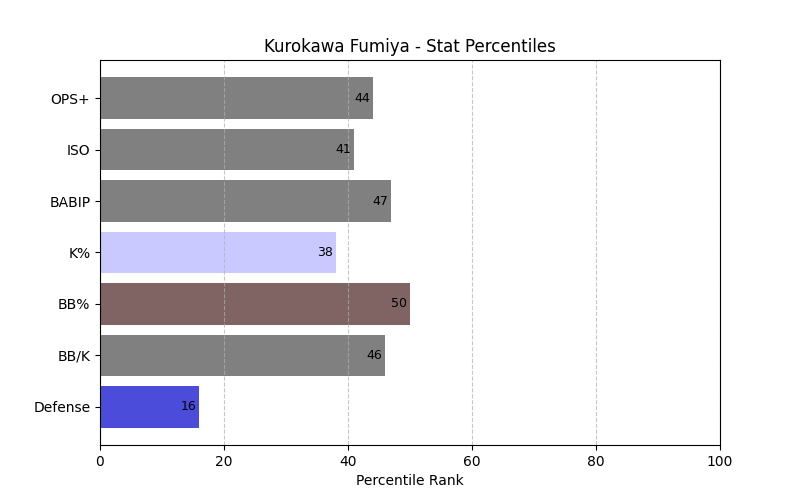 Kurokawa Fumiya - Stat Percentiles
OPS+ 44
ISO 41
BABIP 47
K% 38
BB% 50
BB/K 46
Defense 16
0 20 40 60 80 100
Percentile Rank